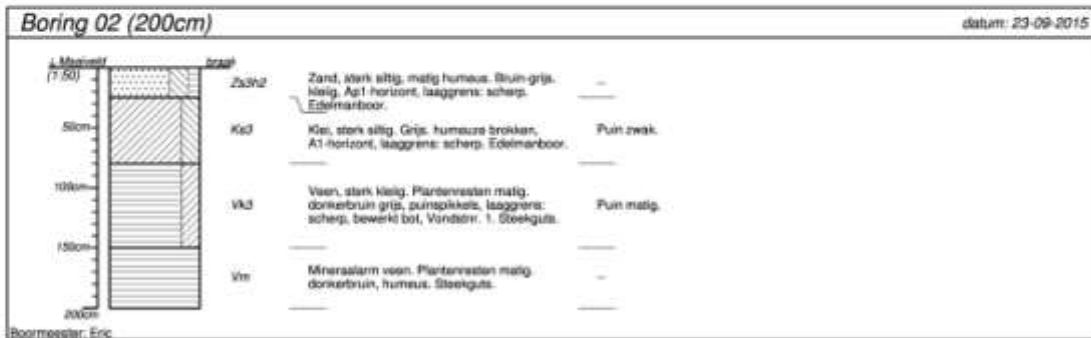 Boring 02 (200cm)
datum: 23-09-2015
⊥ Maaiveld
braak
(1:50)
Zs3h2
Zand, sterk siltig, matig humeus. Bruin-grijs.
kleiig, Ap1-horizont, laaggrens: scherp.
Edelmanboor.
–
50cm
Ks3
Klei, sterk siltig. Grijs. humeuze brokken,
A1-horizont, laaggrens: scherp. Edelmanboor.
Puin zwak.
100cm
Vk3
Veen, sterk kleiig. Plantenresten matig.
donkerbruin grijs, puinspikkels, laaggrens:
scherp, bewerkt bot, Vondstnr. 1. Steekguts.
Puin matig.
150cm
Vm
Mineraalarm veen. Plantenresten matig.
donkerbruin, humeus. Steekguts.
–
200cm
Boormeester: Eric